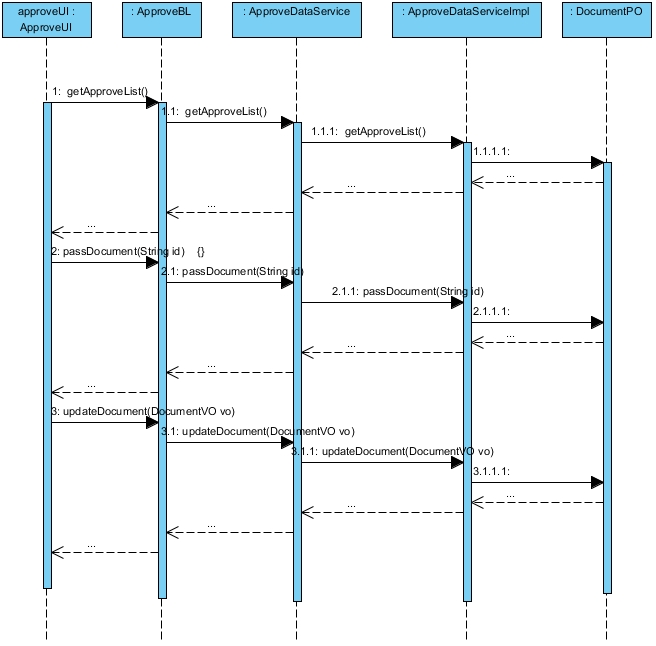 approveUI :
ApproveUI
: ApproveBL
: ApproveDataService
: ApproveDataServiceImpl
: DocumentPO
1: getApproveList()
1.1: getApproveList()
1.1.1: getApproveList()
1.1.1.1:
...
...
...
...
2: passDocument(String id) {}
2.1: passDocument(String id)
2.1.1: passDocument(String id)
2.1.1.1:
...
...
...
...
3: updateDocument(DocumentVO vo)
3.1: updateDocument(DocumentVO vo)
3.1.1: updateDocument(DocumentVO vo)
3.1.1.1:
...
...
...
...